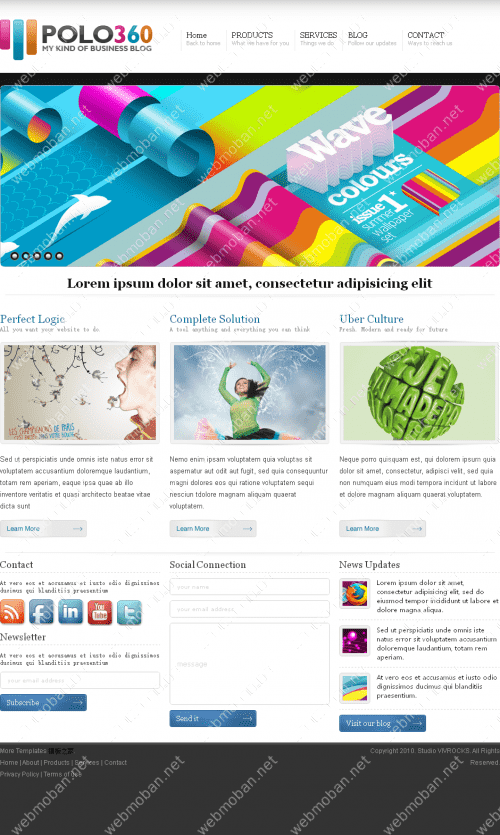 POLO360
MY KIND OF BUSINESS BLOG
Home
Back to home
PRODUCTS
What we have for you
SERVICES
Things we do
BLOG
Follow our updates
CONTACT
Ways to reach us
Wave
colours
issue 1
summer
wallpaper
set
Lorem ipsum dolor sit amet, consectetur adipisicing elit
Perfect Logic
All you want your website to do.
Complete Solution
A tool anything and everything you can think
Uber Culture
Fresh, Modern and ready for future
Sed ut perspiciatis unde omnis iste natus error sit
voluptatem accusantium doloremque laudantium,
totam rem aperiam, eaque ipsa quae ab illo
inventore veritatis et quasi architecto beatae vitae
dicta sunt
Learn More
Nemo enim ipsam voluptatem quia voluptas sit
aspernatur aut odit aut fugit, sed quia consequuntur
magni dolores eos qui ratione voluptatem sequi
nesciun tdolore magnam aliquam quaerat
voluptatem.
Learn More
Neque porro quisquam est, qui dolorem ipsum quia
dolor sit amet, consectetur, adipisci velit, sed quia
non numquam eius modi tempora incidunt ut labore
et dolore magnam aliquam quaerat voluptatem.
Learn More
Contact
At vero eos et accusamus et iusto odio dignissimos
ducimus qui blanditiis praesentium
You Tube
Newsletter
At vero eos et accusamus et iusto odio dignissimos
ducimus qui blanditiis praesentium
your email address
Subscribe
Social Connection
your name
your email address
message
Send it
News Updates
Lorem ipsum dolor sit amet,
consectetur adipisicing elit, sed do
eiusmod tempor incididunt ut labore et
dolore magna aliqua.
Sed ut perspiciatis unde omnis iste
natus error sit voluptatem accusantium
doloremque laudantium, totam rem
aperiam.
At vero eos et accusamus et iusto odio
dignissimos ducimus qui blanditiis
praesentium.
Visit our blog
More Templates 模板之家
Home | About | Products | Services | Contact
Privacy Policy | Terms of use
Copyright 2010. Studio VMROCKS. All Rights
Reserved.
webmoban.net